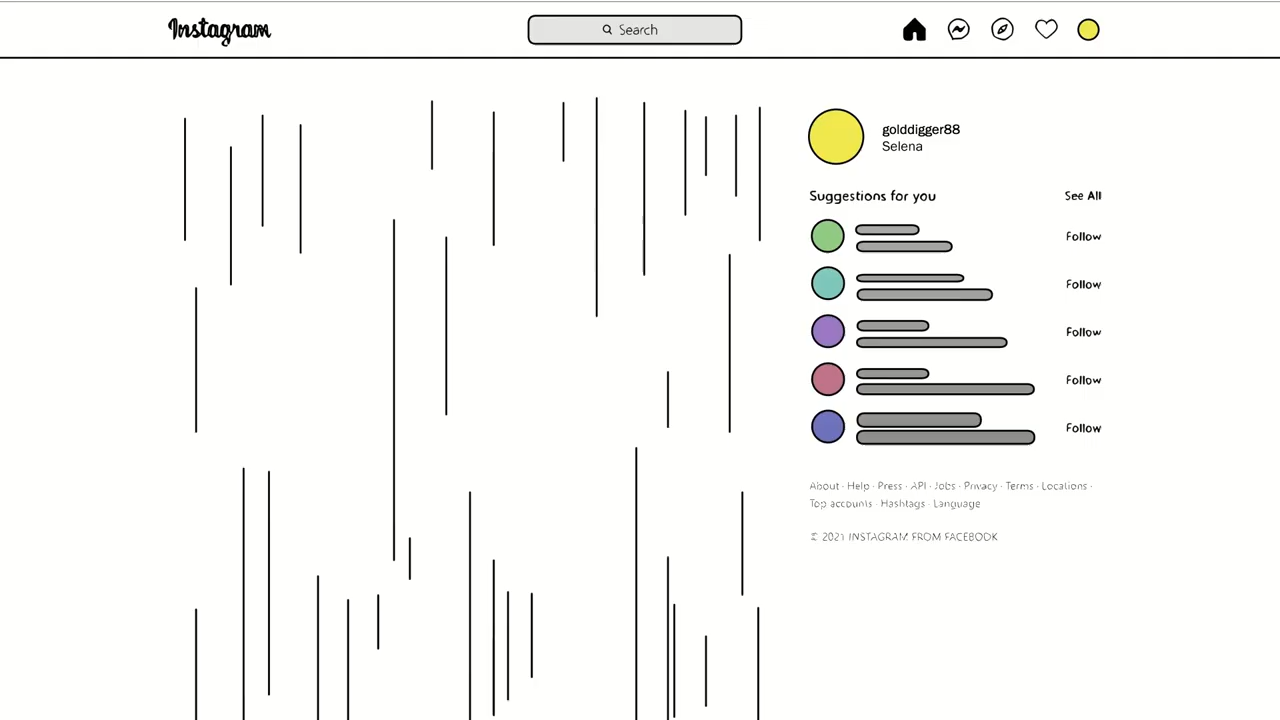 Instagram
Search
golddigger88
Selena
Suggestions for you See All
Follow
Follow
Follow
Follow
Follow
About · Help · Press · API · Jobs · Privacy · Terms · Locations ·
Top accounts · Hashtags · Language
© 2021 INSTAGRAM FROM FACEBOOK